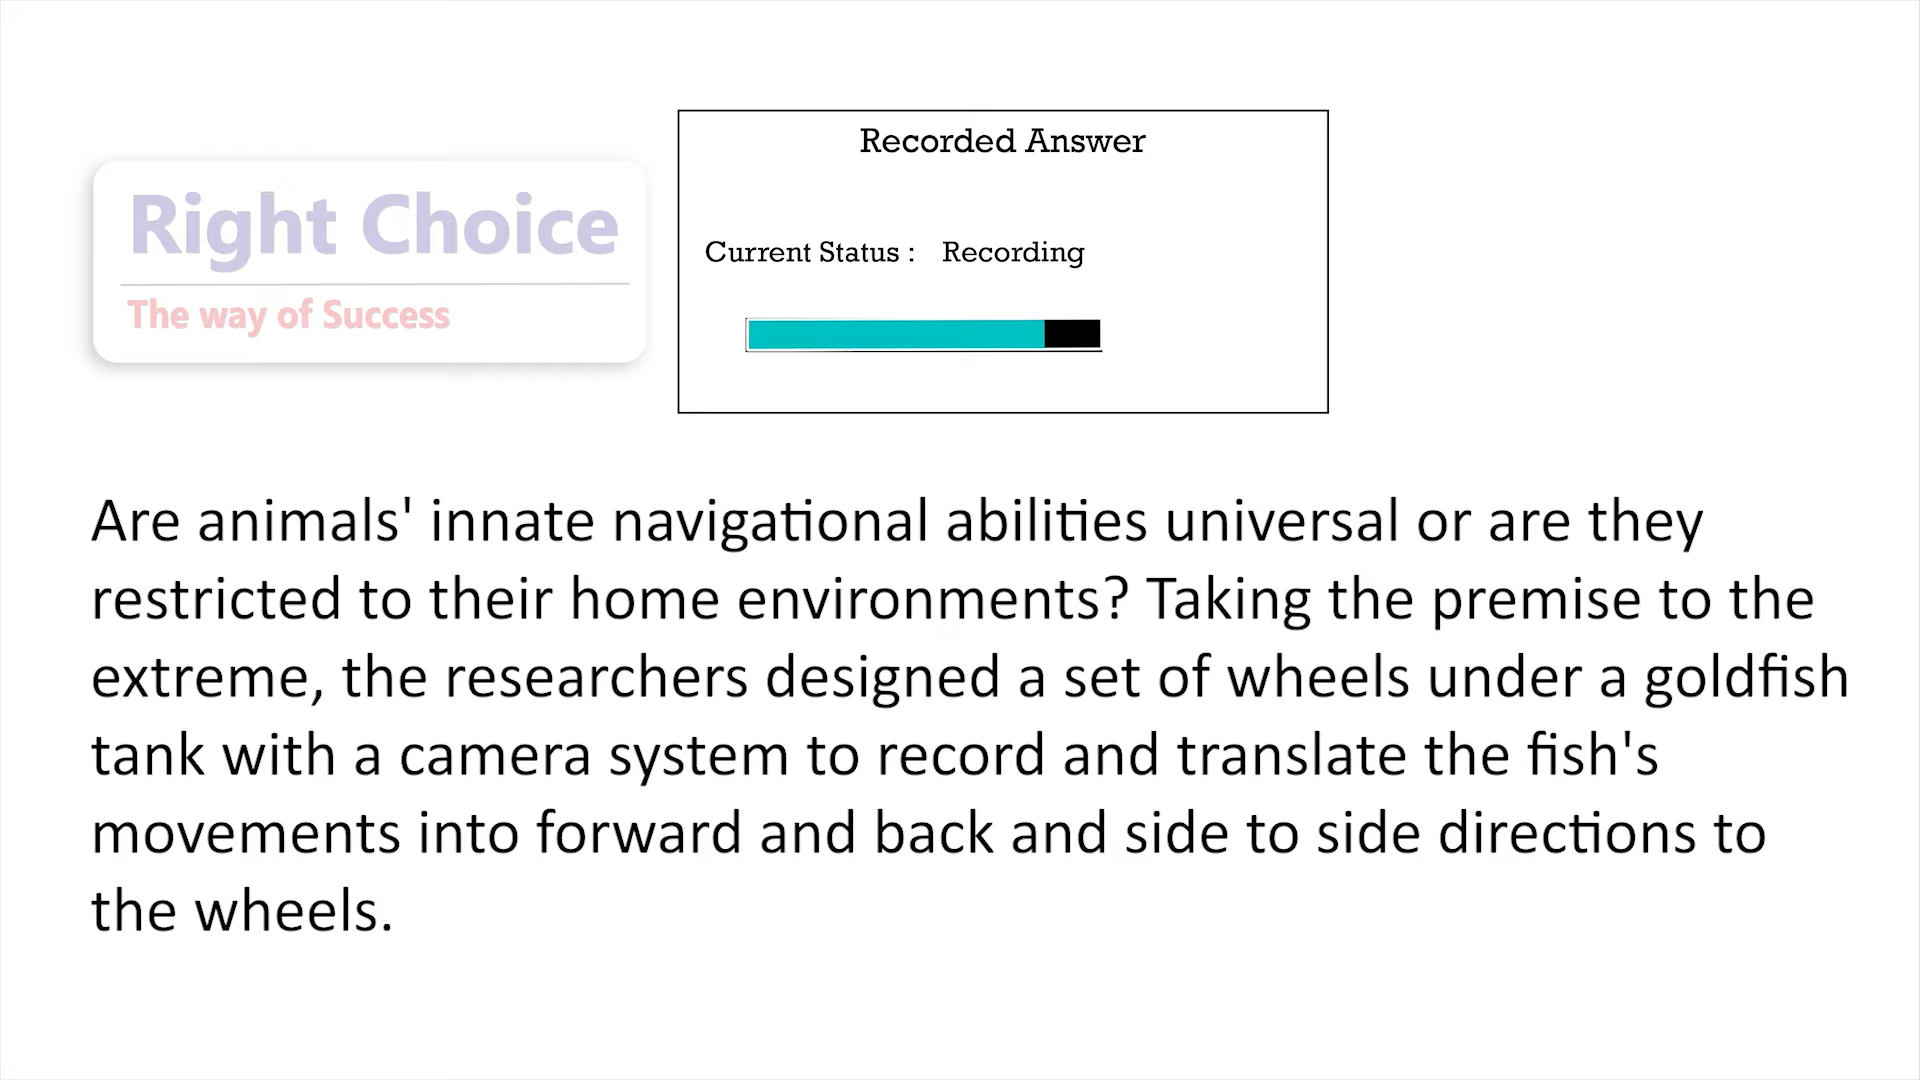 Recorded Answer
Right Choice
Current Status : Recording
The way of Success
Are animals' innate navigational abilities universal or are they
restricted to their home environments? Taking the premise to the
extreme, the researchers designed a set of wheels under a goldfish
tank with a camera system to record and translate the fish's
movements into forward and back and side to side directions to
the wheels.